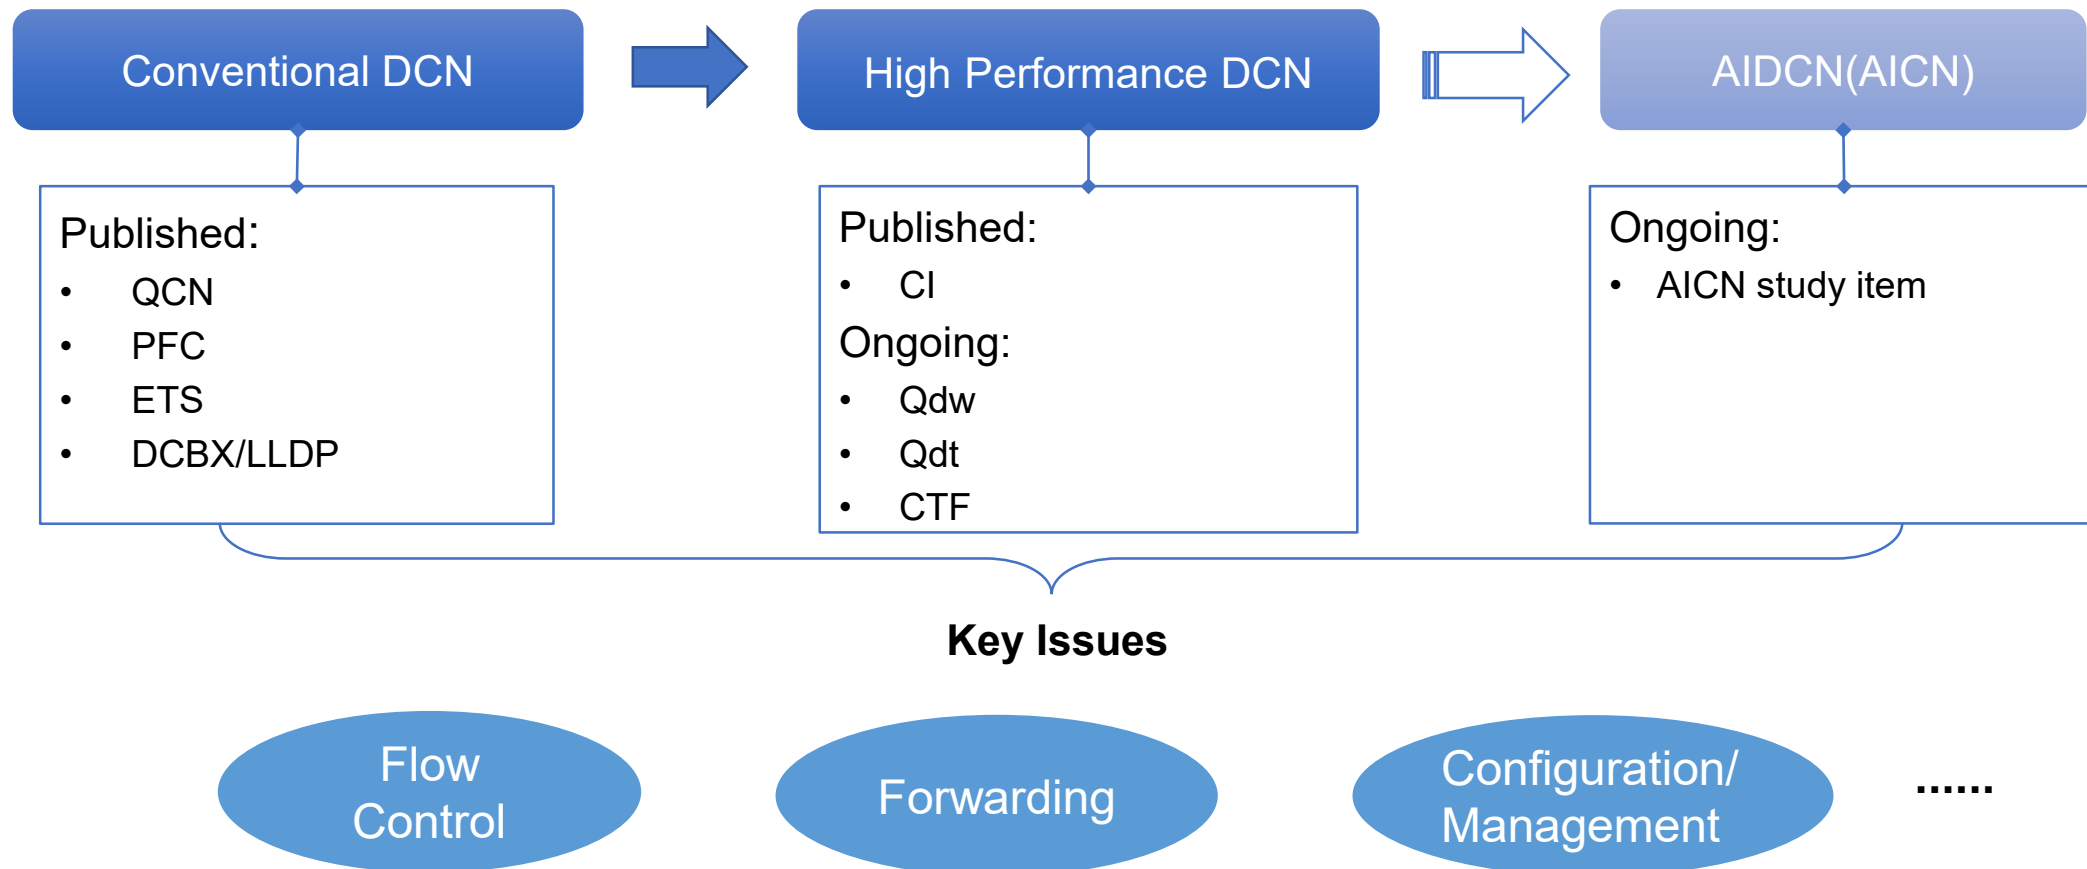 Conventional DCN
High Performance DCN
AIDCN(AICN)
Published:
• QCN
• PFC
• ETS
• DCBX/LLDP
Published:
• CI
Ongoing:
• Qdw
• Qdt
• CTF
Ongoing:
• AICN study item
Key Issues
Flow
Control
Forwarding
Configuration/
Management
......